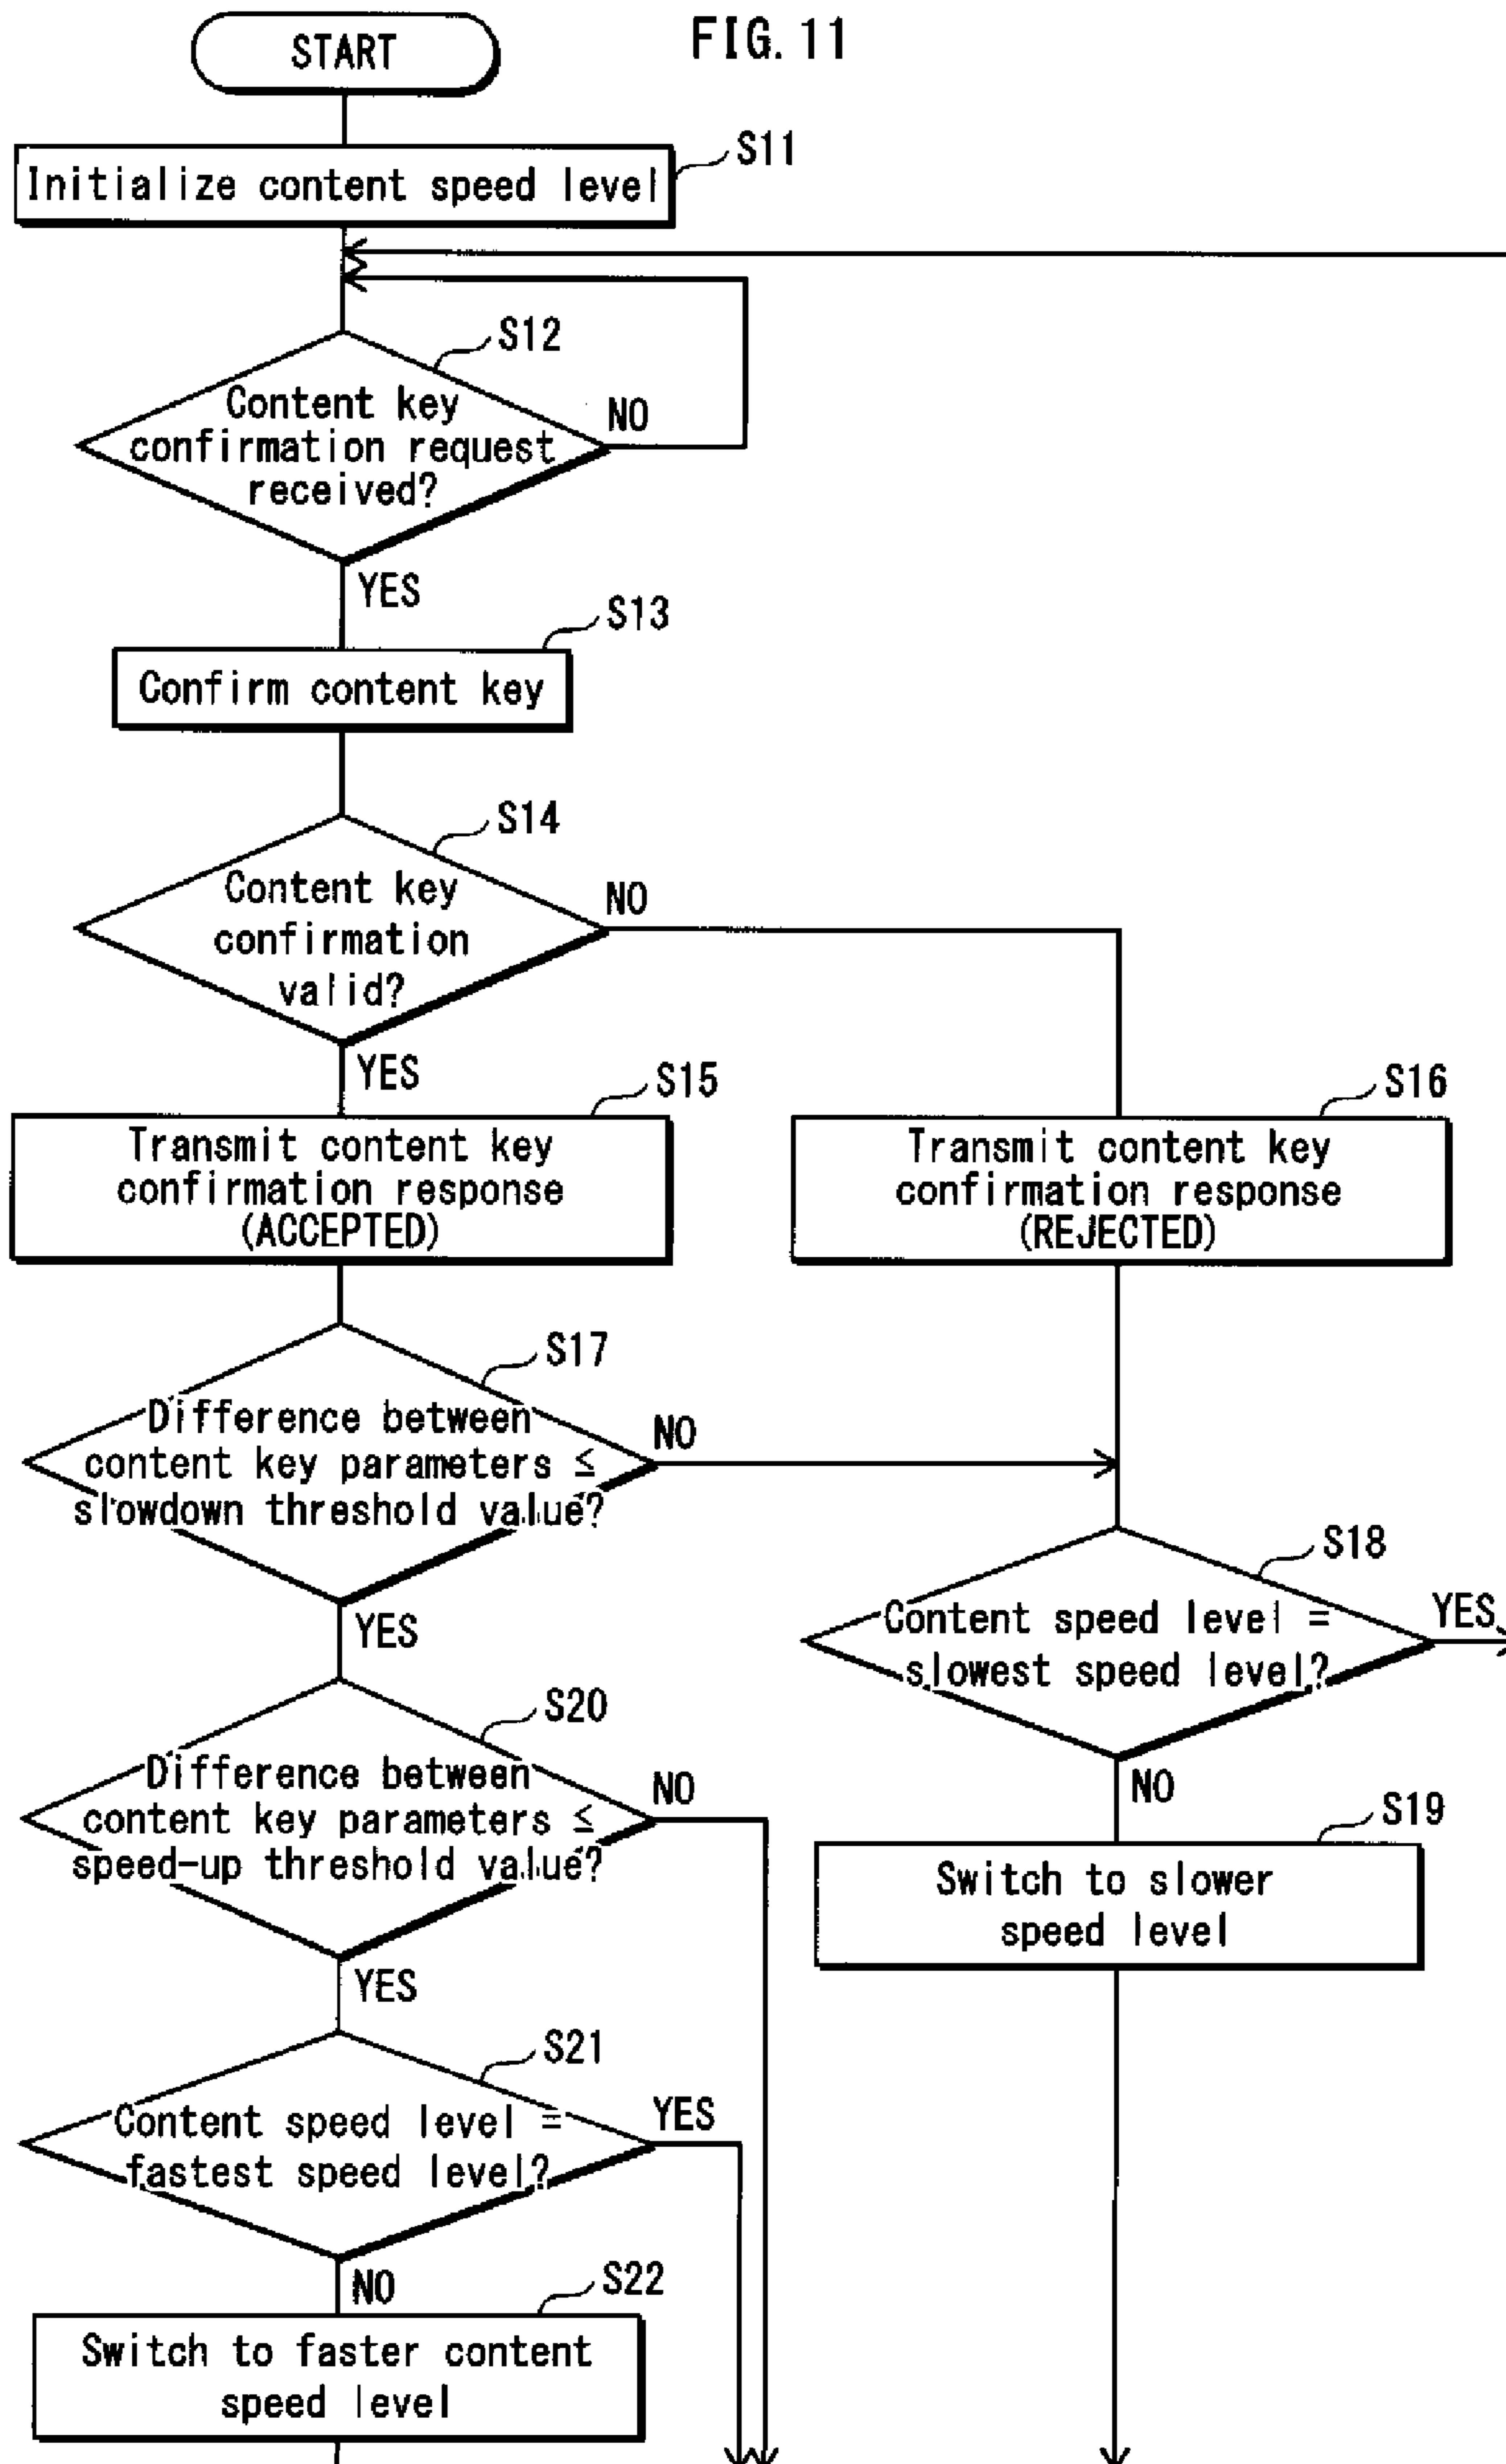 FIG. 11
START
S11
Initialize content speed level
S12
Content key
confirmation request
received?
NO
YES
S13
Confirm content key
S14
Content key
confirmation
valid?
NO
YES
S15
Transmit content key
confirmation response
(ACCEPTED)
S16
Transmit content key
confirmation response
(REJECTED)
S17
Difference between
content key parameters ≤
slowdown threshold value?
NO
YES
S18
Content speed level =
slowest speed level?
YES
NO
S19
Switch to slower
speed level
S20
Difference between
content key parameters ≤
speed-up threshold value?
NO
YES
S21
Content speed level =
fastest speed level?
YES
NO
S22
Switch to faster content
speed level